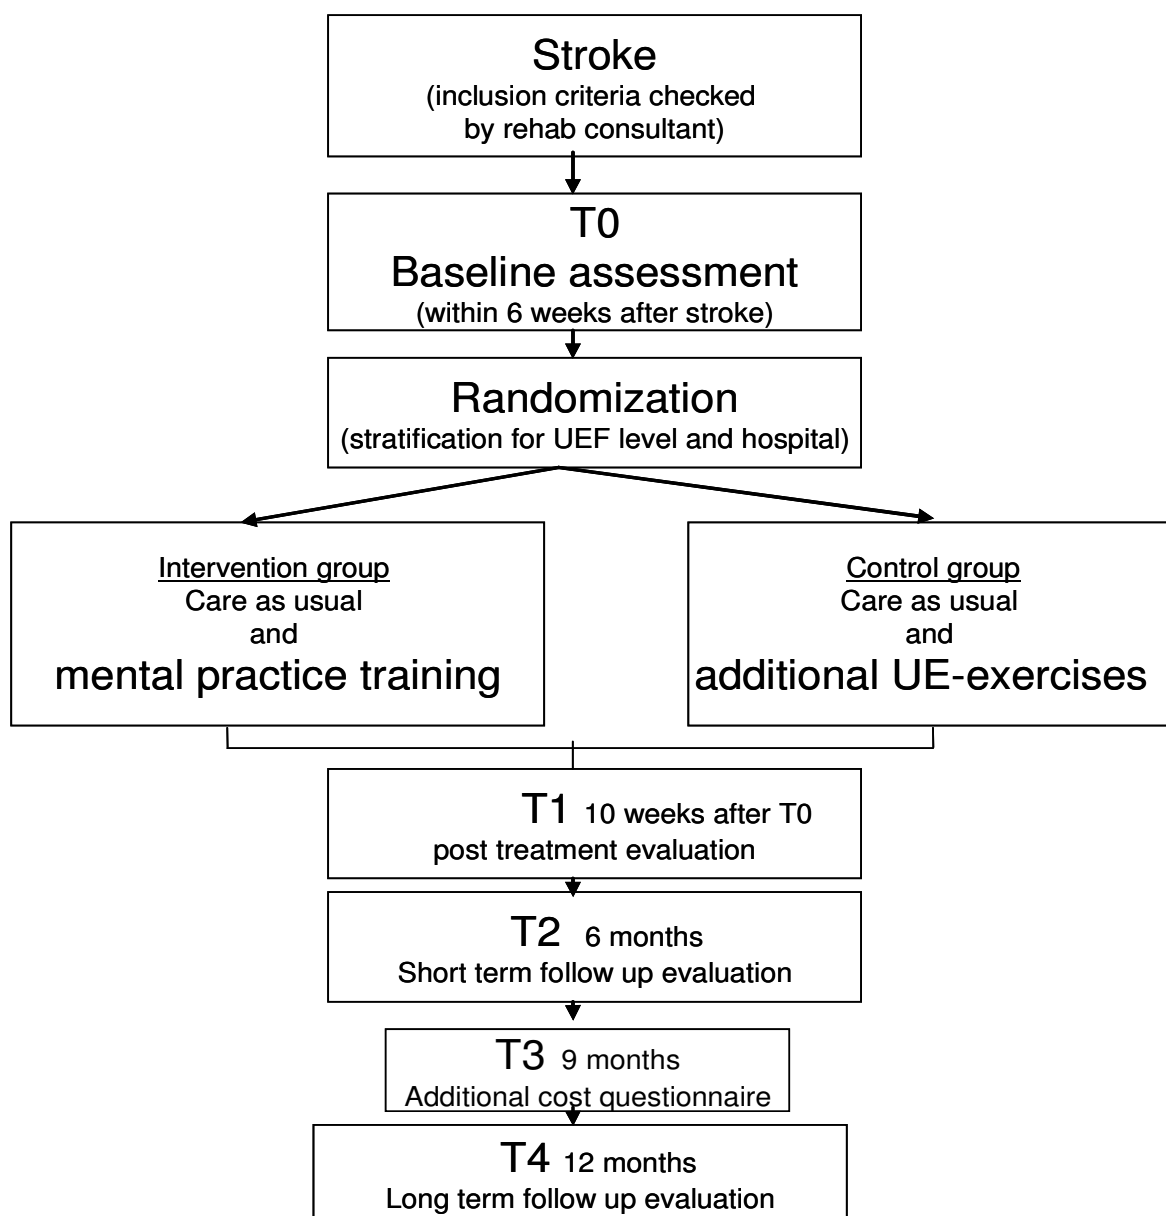 Stroke
(inclusion criteria checked
by rehab consultant)
T0
Baseline assessment
(within 6 weeks after stroke)
Randomization
(stratification for UEF level and hospital)
Intervention group
Care as usual
and
mental practice training
Control group
Care as usual
and
additional UE-exercises
T1 10 weeks after T0
post treatment evaluation
T2 6 months
Short term follow up evaluation
T3 9 months
Additional cost questionnaire
T4 12 months
Long term follow up evaluation